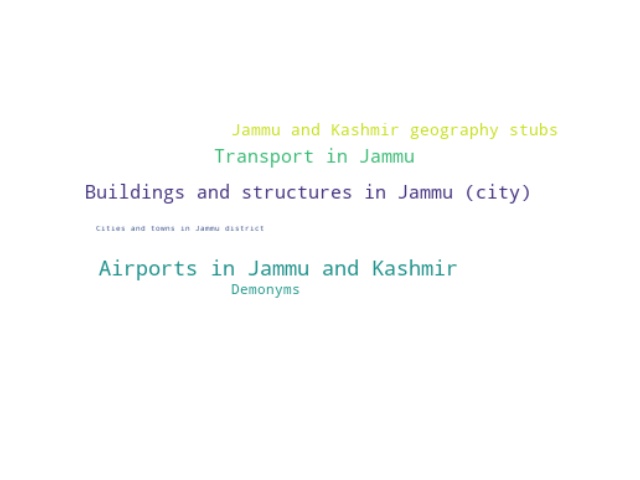 Jammu and Kashmir geography stubs
Transport in Jammu
Buildings and structures in Jammu (city)
Cities and towns in Jammu district
Airports in Jammu and Kashmir
Demonyms